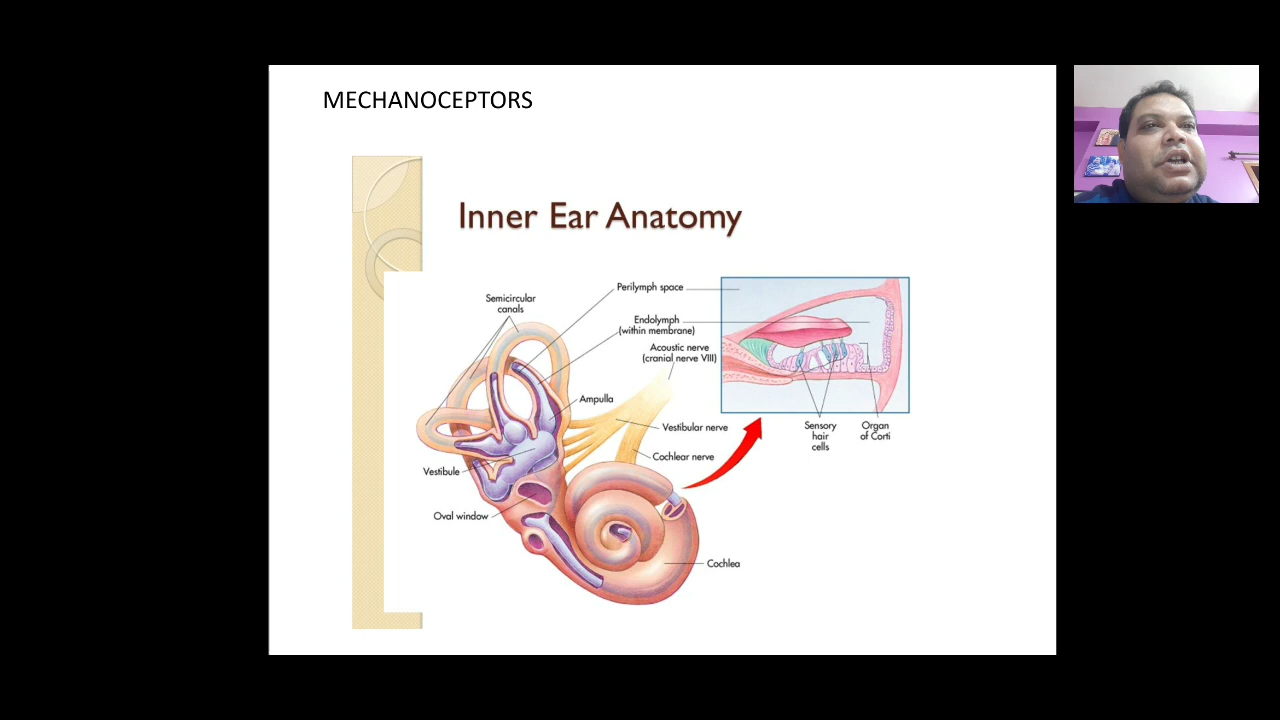 MECHANOCEPTORS
Inner Ear Anatomy
Semicircular
canals
Perilymph space
Endolymph
(within membrane)
Acoustic nerve
(cranial nerve VIII)
Ampulla
Vestibular nerve
Cochlear nerve
Sensory
hair
cells
Organ
of Corti
Vestibule
Oval window
Cochlea